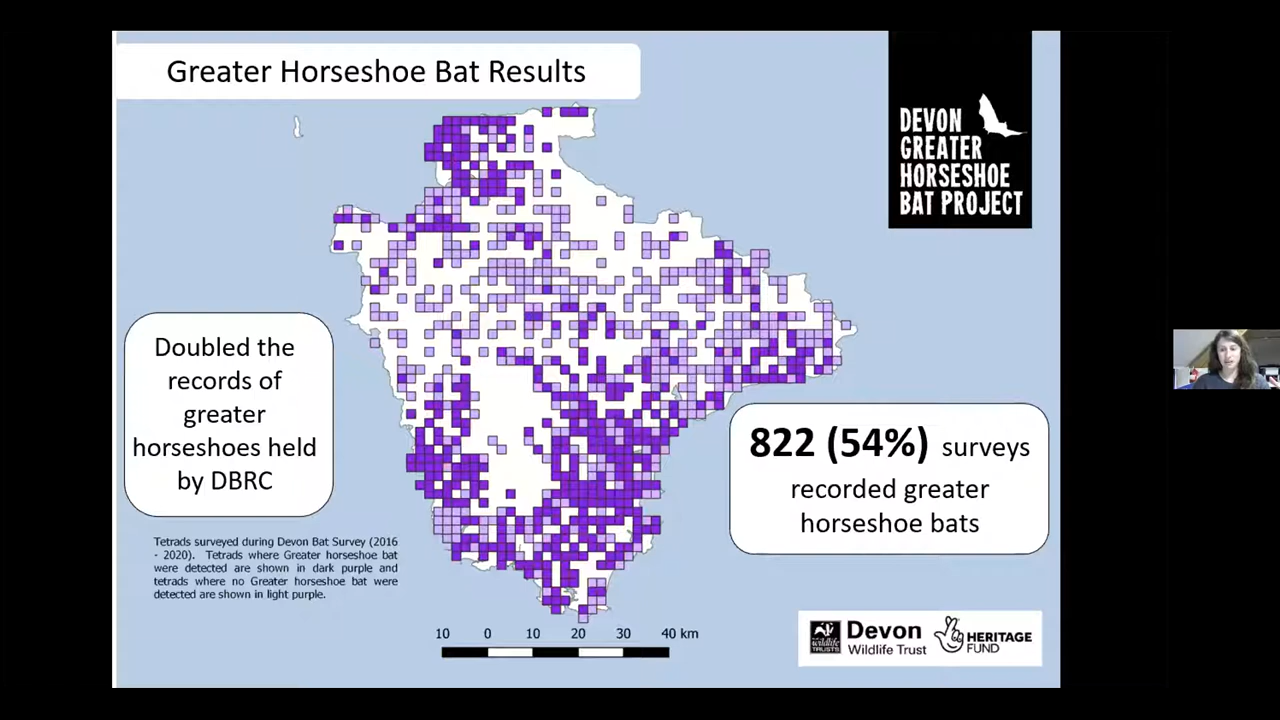 Greater Horseshoe Bat Results
DEVON
GREATER
HORSESHOE
BAT PROJECT
Doubled the
records of
greater
horseshoes held
by DBRC
822 (54%) surveys
recorded greater
horseshoe bats
Tetrads surveyed during Devon Bat Survey (2016
- 2020). Tetrads where Greater horseshoe bat
were detected are shown in dark purple and
tetrads where no Greater horseshoe bat were
detected are shown in light purple.
10 0 10 20 30 40 km
wildlife
TRUSTS
Devon
Wildlife Trust
HERITAGE
FUND